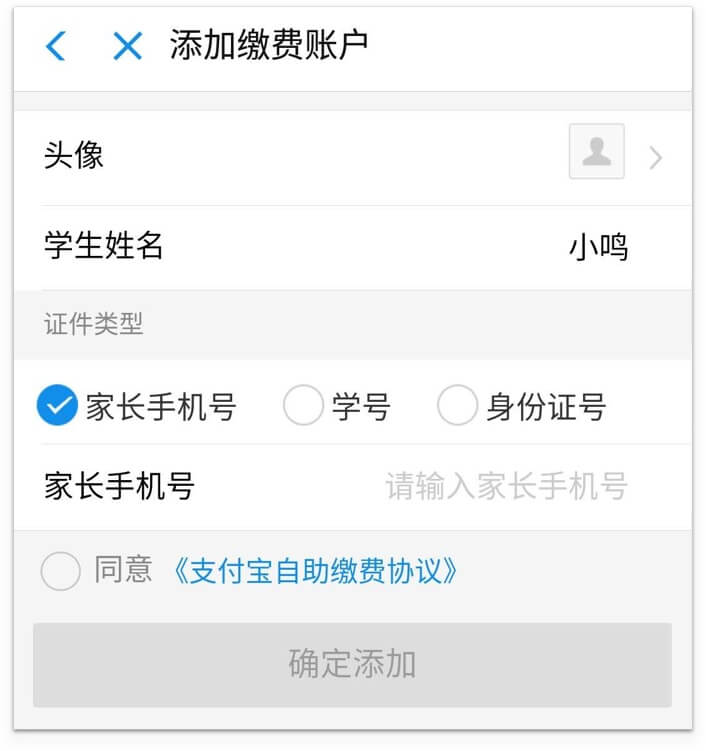 添加缴费账户
头像
学生姓名 小鸣
证件类型
家长手机号 学号 身份证号
家长手机号 请输入家长手机号
同意 《支付宝自助缴费协议》
确定添加